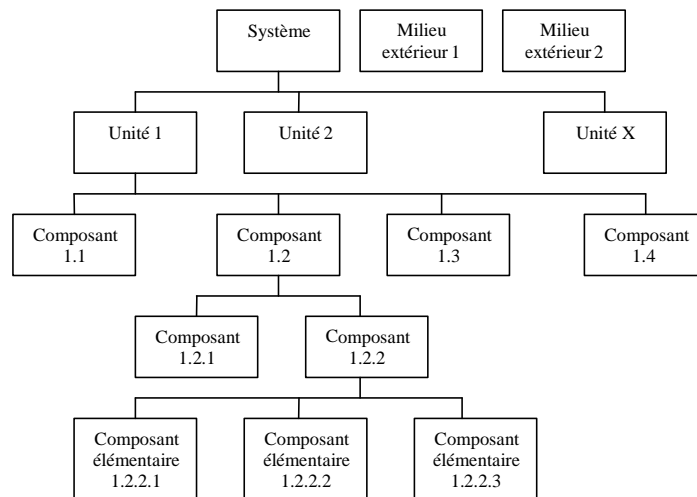 Système
Milieu
extérieur 1
Milieu
extérieur 2
Unité 1
Unité 2
Unité X
Composant
1.1
Composant
1.2
Composant
1.3
Composant
1.4
Composant
1.2.1
Composant
1.2.2
Composant
élémentaire
1.2.2.1
Composant
élémentaire
1.2.2.2
Composant
élémentaire
1.2.2.3